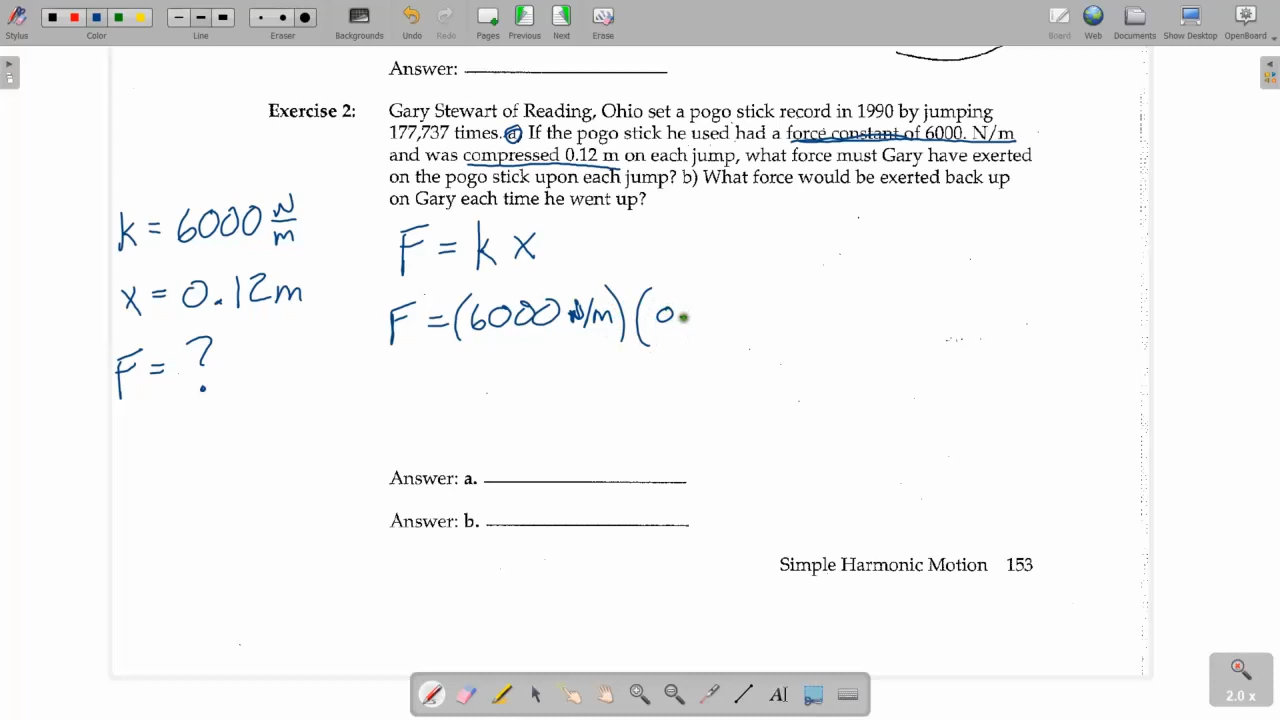 Stylus
Color
Line
Eraser
Backgrounds
Undo
Redo
Pages
Previous
Next
Erase
Board
Web
Documents
Show Desktop
OpenBoard
Answer:
Exercise 2: Gary Stewart of Reading, Ohio set a pogo stick record in 1990 by jumping
177,737 times. a) If the pogo stick he used had a force constant of 6000. N/m
and was compressed 0.12 m on each jump, what force must Gary have exerted
on the pogo stick upon each jump? b) What force would be exerted back up
on Gary each time he went up?
k = 6000 N/m
x = 0.12m
F = ?
F = k x
F = (6000 N/m) (0.
Answer: a.
Answer: b.
Simple Harmonic Motion 153
AI
2.0 x